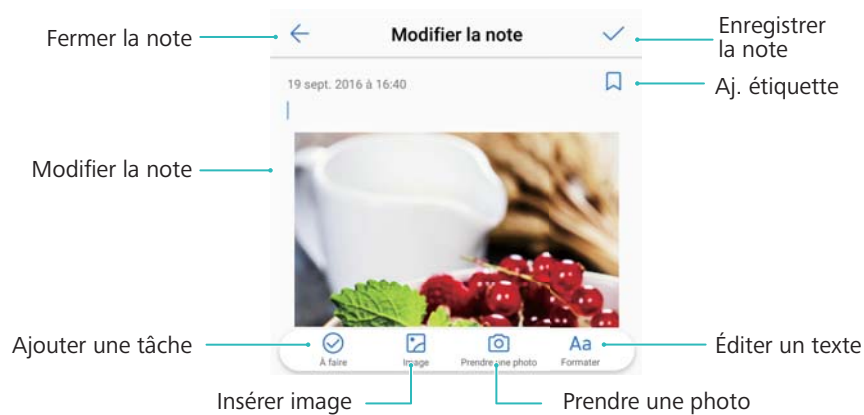 Fermer la note
Modifier la note
Enregistrer
la note
19 sept. 2016 à 16:40
Aj. étiquette
Modifier la note
Ajouter une tâche
À faire
Image
Prendre une photo
Aa
Formater
Éditer un texte
Insérer image
Prendre une photo